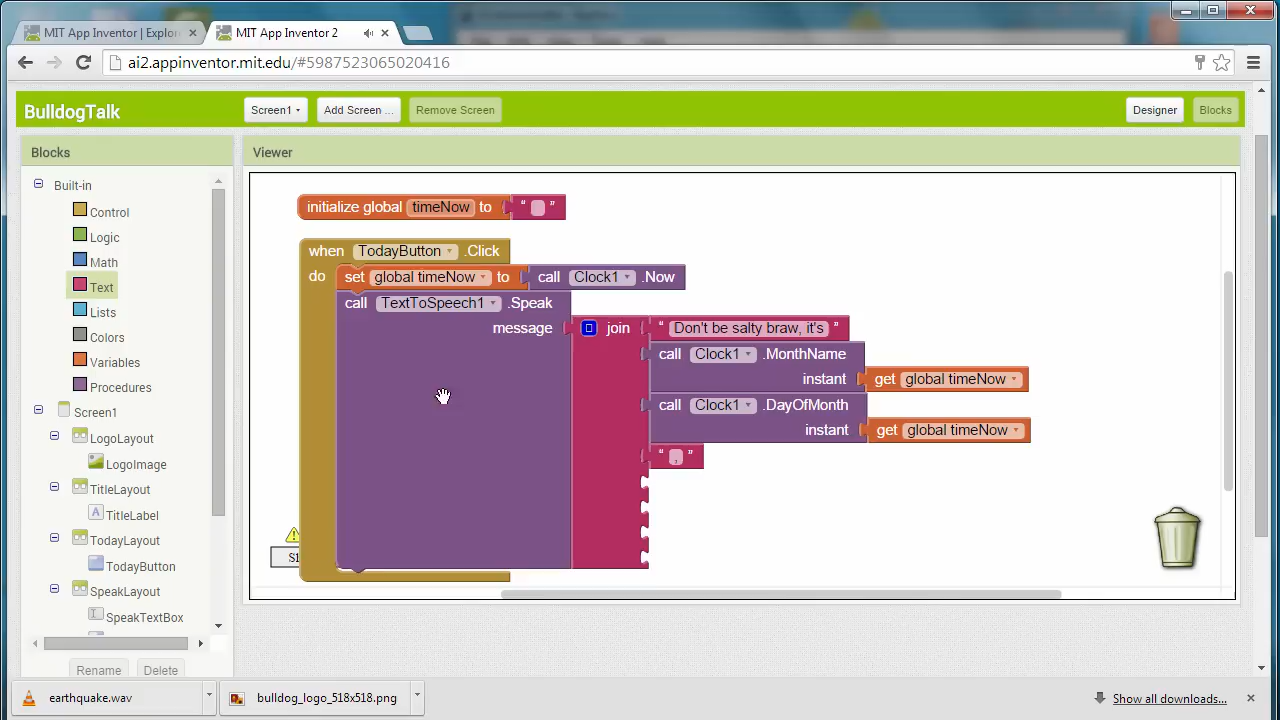 MIT App Inventor | Explor
MIT App Inventor 2
ai2.appinventor.mit.edu/#5987523065020416
BulldogTalk
Screen1
Add Screen ...
Remove Screen
Designer
Blocks
Blocks
Viewer
Built-in
Control
Logic
Math
Text
Lists
Colors
Variables
Procedures
Screen1
LogoLayout
LogoImage
TitleLayout
A TitleLabel
TodayLayout
TodayButton
SpeakLayout
SpeakTextBox
Rename
Delete
initialize global timeNow to “ ”
when TodayButton .Click
do set global timeNow to call Clock1 .Now
call TextToSpeech1 .Speak
message join “ Don't be salty braw, it's ”
call Clock1 .MonthName
instant get global timeNow
call Clock1 .DayOfMonth
instant get global timeNow
“ , ”
earthquake.wav
bulldog_logo_518x518.png
Show all downloads...